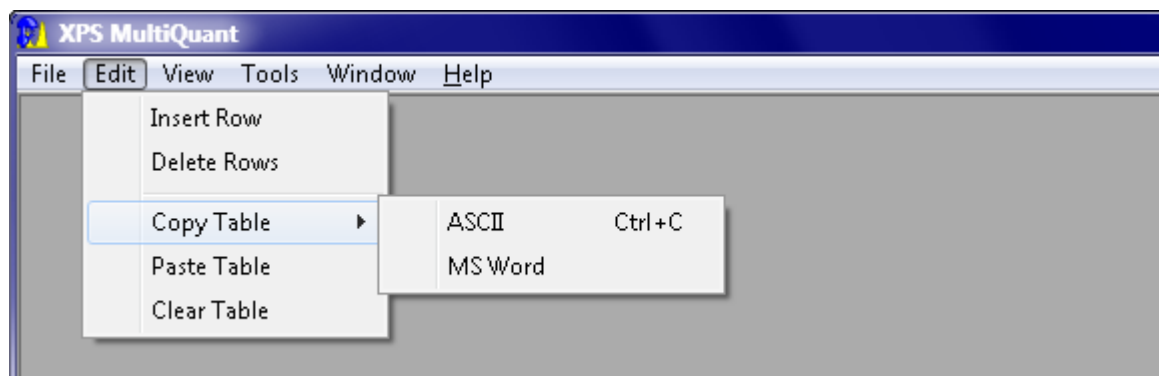 XPS MultiQuant
File Edit View Tools Window Help
Insert Row
Delete Rows
Copy Table
ASCII Ctrl+C
Paste Table
MS Word
Clear Table